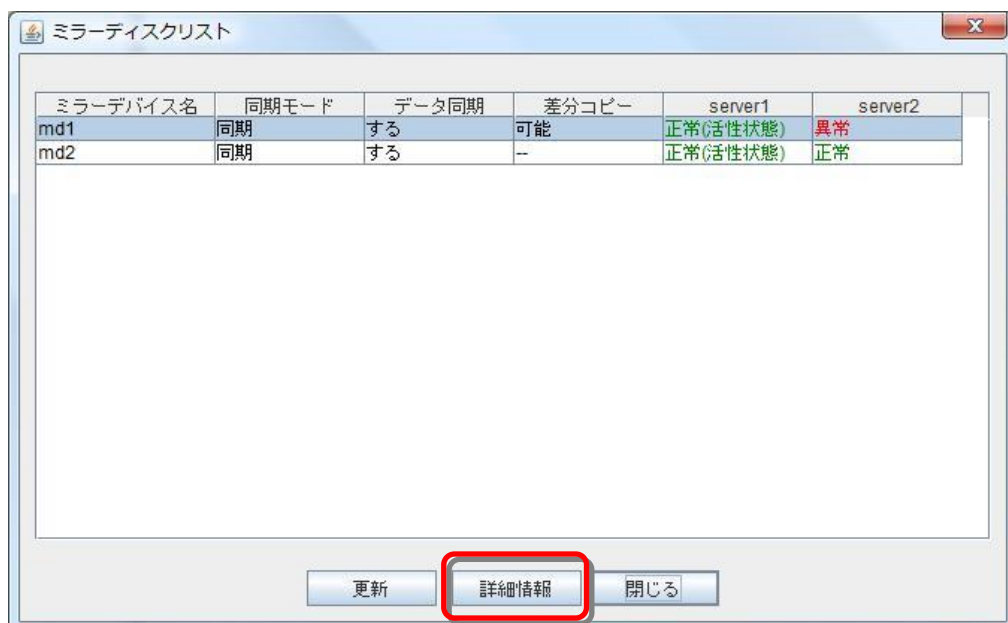 ミラーディスクリスト
ミラーデバイス名 同期モード データ同期 差分コピー server1 server2
md1 同期 する 可能 正常(活性状態) 異常
md2 同期 する -- 正常(活性状態) 正常
更新 詳細情報 閉じる